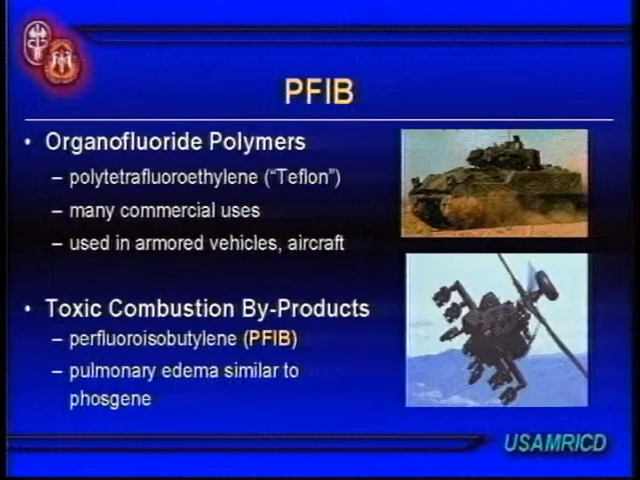 PFIB
• Organofluoride Polymers
– polytetrafluoroethylene ("Teflon")
– many commercial uses
– used in armored vehicles, aircraft
• Toxic Combustion By-Products
– perfluoroisobutylene (PFIB)
– pulmonary edema similar to
phosgene
USAMRICD